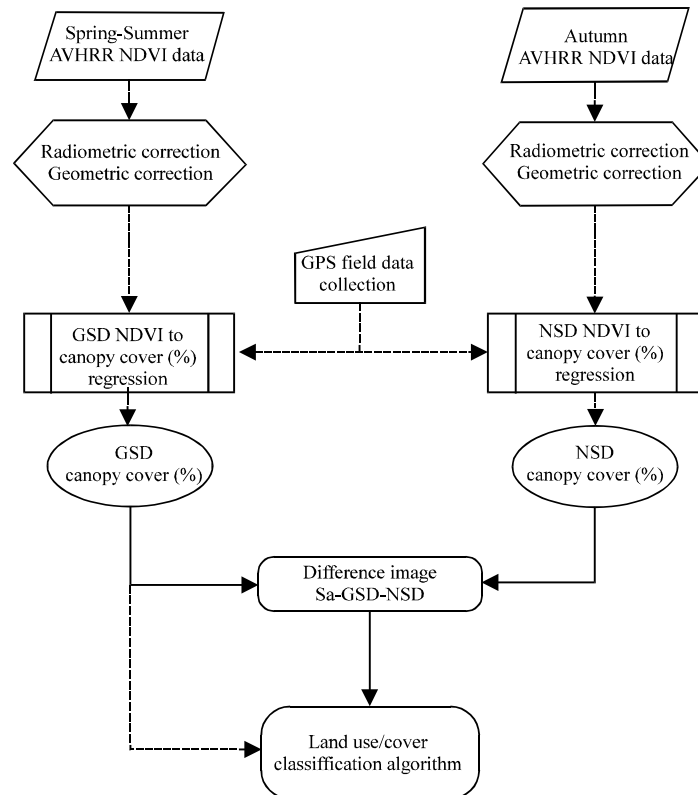 Spring-Summer
AVHRR NDVI data
Autumn
AVHRR NDVI data
Radiometric correction
Geometric correction
Radiometric correction
Geometric correction
GPS field data
collection
GSD NDVI to
canopy cover (%)
regression
NSD NDVI to
canopy cover (%)
regression
GSD
canopy cover (%)
NSD
canopy cover (%)
Difference image
Sa-GSD-NSD
Land use/cover
classiffication algorithm